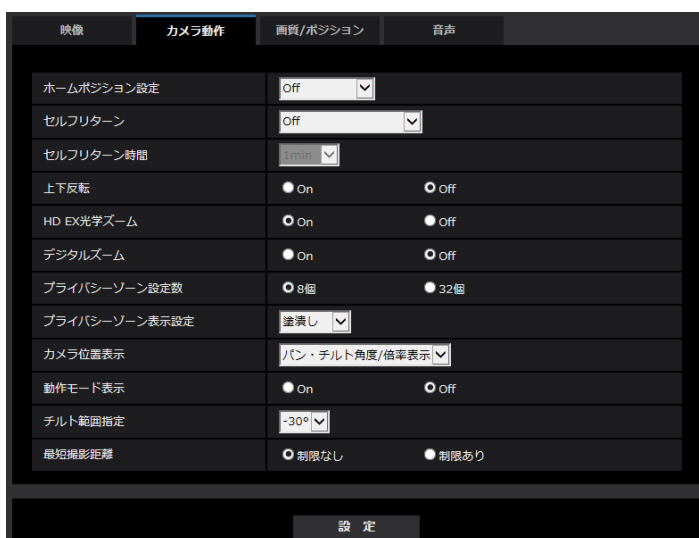 映像 カメラ動作 画質/ポジション 音声
ホームポジション設定 Off
セルフリターン Off
セルフリターン時間 1min
上下反転 On Off
HD EX光学ズーム On Off
デジタルズーム On Off
プライバシーゾーン設定数 8個 32個
プライバシーゾーン表示設定 塗潰し
カメラ位置表示 パン・チルト角度/倍率表示
動作モード表示 On Off
チルト範囲指定 -30°
最短撮影距離 制限なし 制限あり
設 定